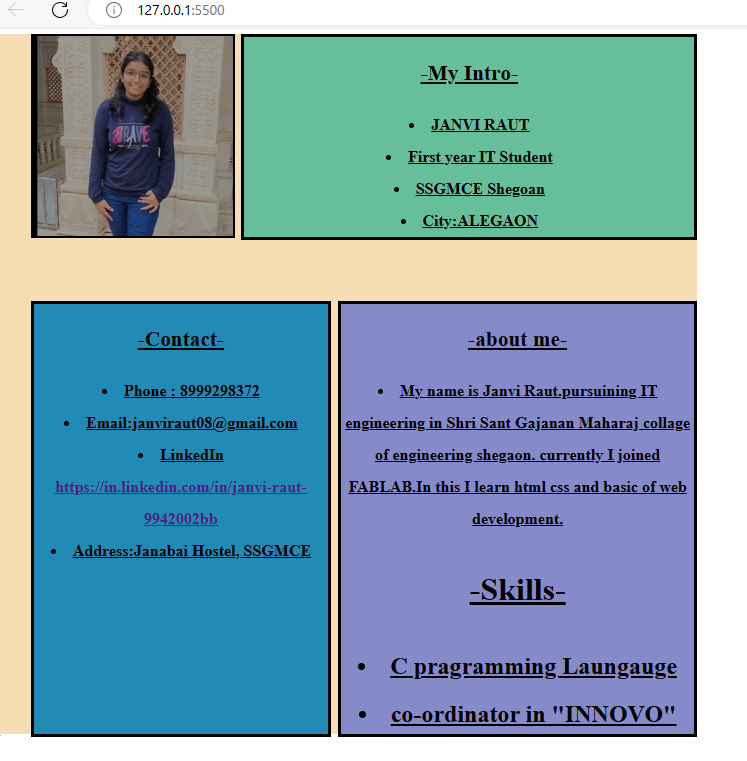 127.0.0.1:5500
BRAVE
-My Intro-
JANVI RAUT
First year IT Student
SSGMCE Shegoan
City:ALEGAON
-Contact-
Phone : 8999298372
Email:janviraut08@gmail.com
LinkedIn
https://in.linkedin.com/in/janvi-raut-
9942002bb
Address:Janabai Hostel, SSGMCE
-about me-
My name is Janvi Raut.pursuining IT
engineering in Shri Sant Gajanan Maharaj collage
of engineering shegaon. currently I joined
FABLAB.In this I learn html css and basic of web
development.
-Skills-
C pragramming Laungauge
co-ordinator in "INNOVO"